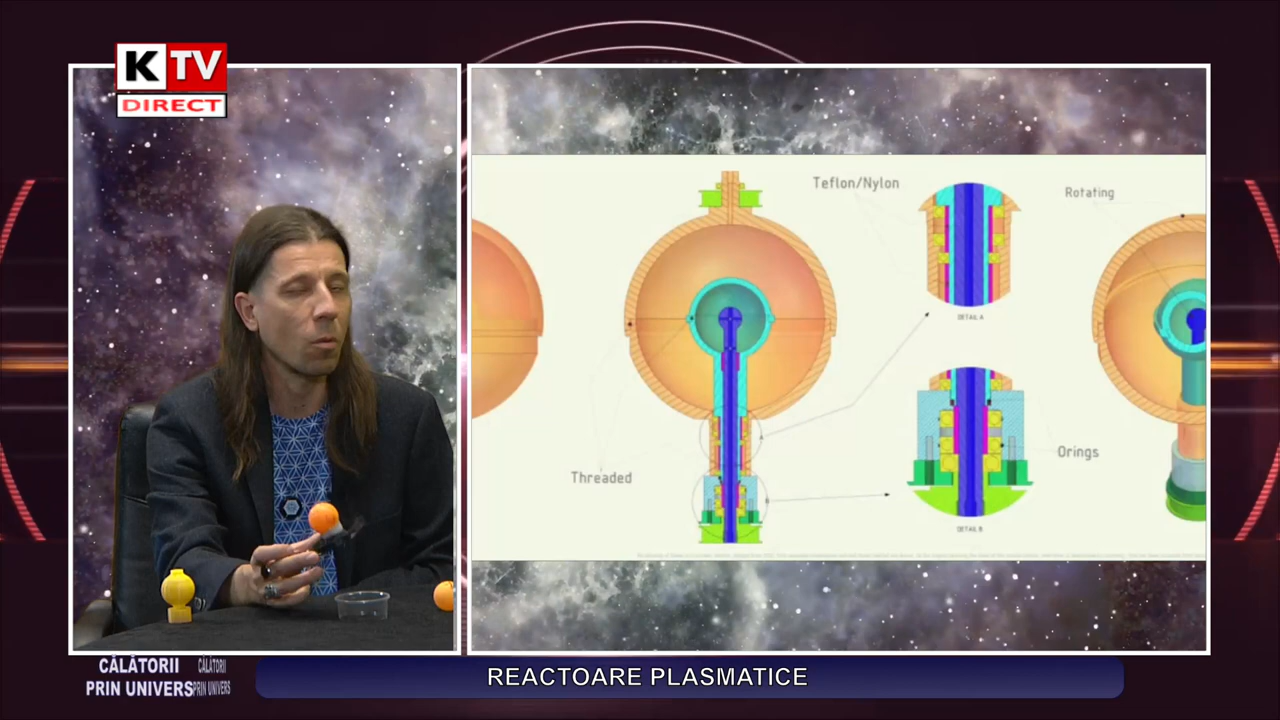 K TV
DIRECT
Teflon/Nylon
Rotating
DETAIL A
Threaded
Orings
DETAIL B
CĂLĂTORII
PRIN UNIVERS
CĂLĂTORII
PRIN UNIVERS
REACTOARE PLASMATICE